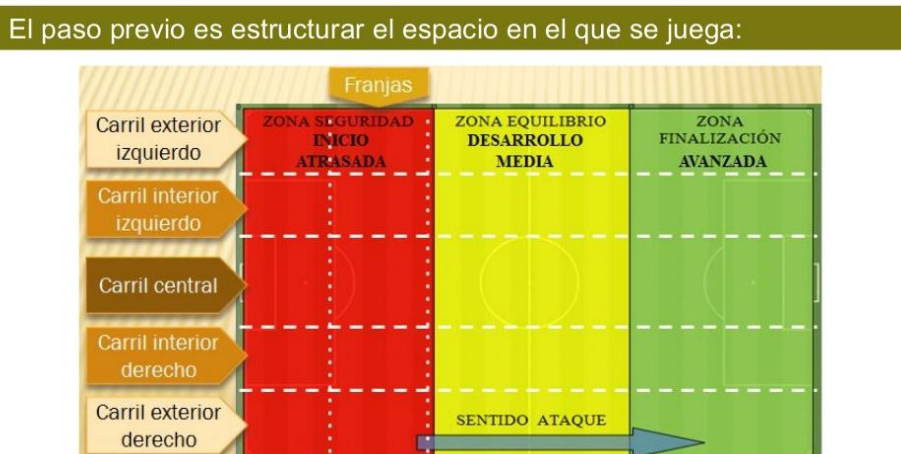 El paso previo es estructurar el espacio en el que se juega:
Franjas
Carril exterior
izquierdo
ZONA SEGURIDAD
INICIO
ATRASADA
ZONA EQUILIBRIO
DESARROLLO
MEDIA
ZONA
FINALIZACIÓN
AVANZADA
Carril interior
izquierdo
Carril central
Carril interior
derecho
Carril exterior
derecho
SENTIDO ATAQUE